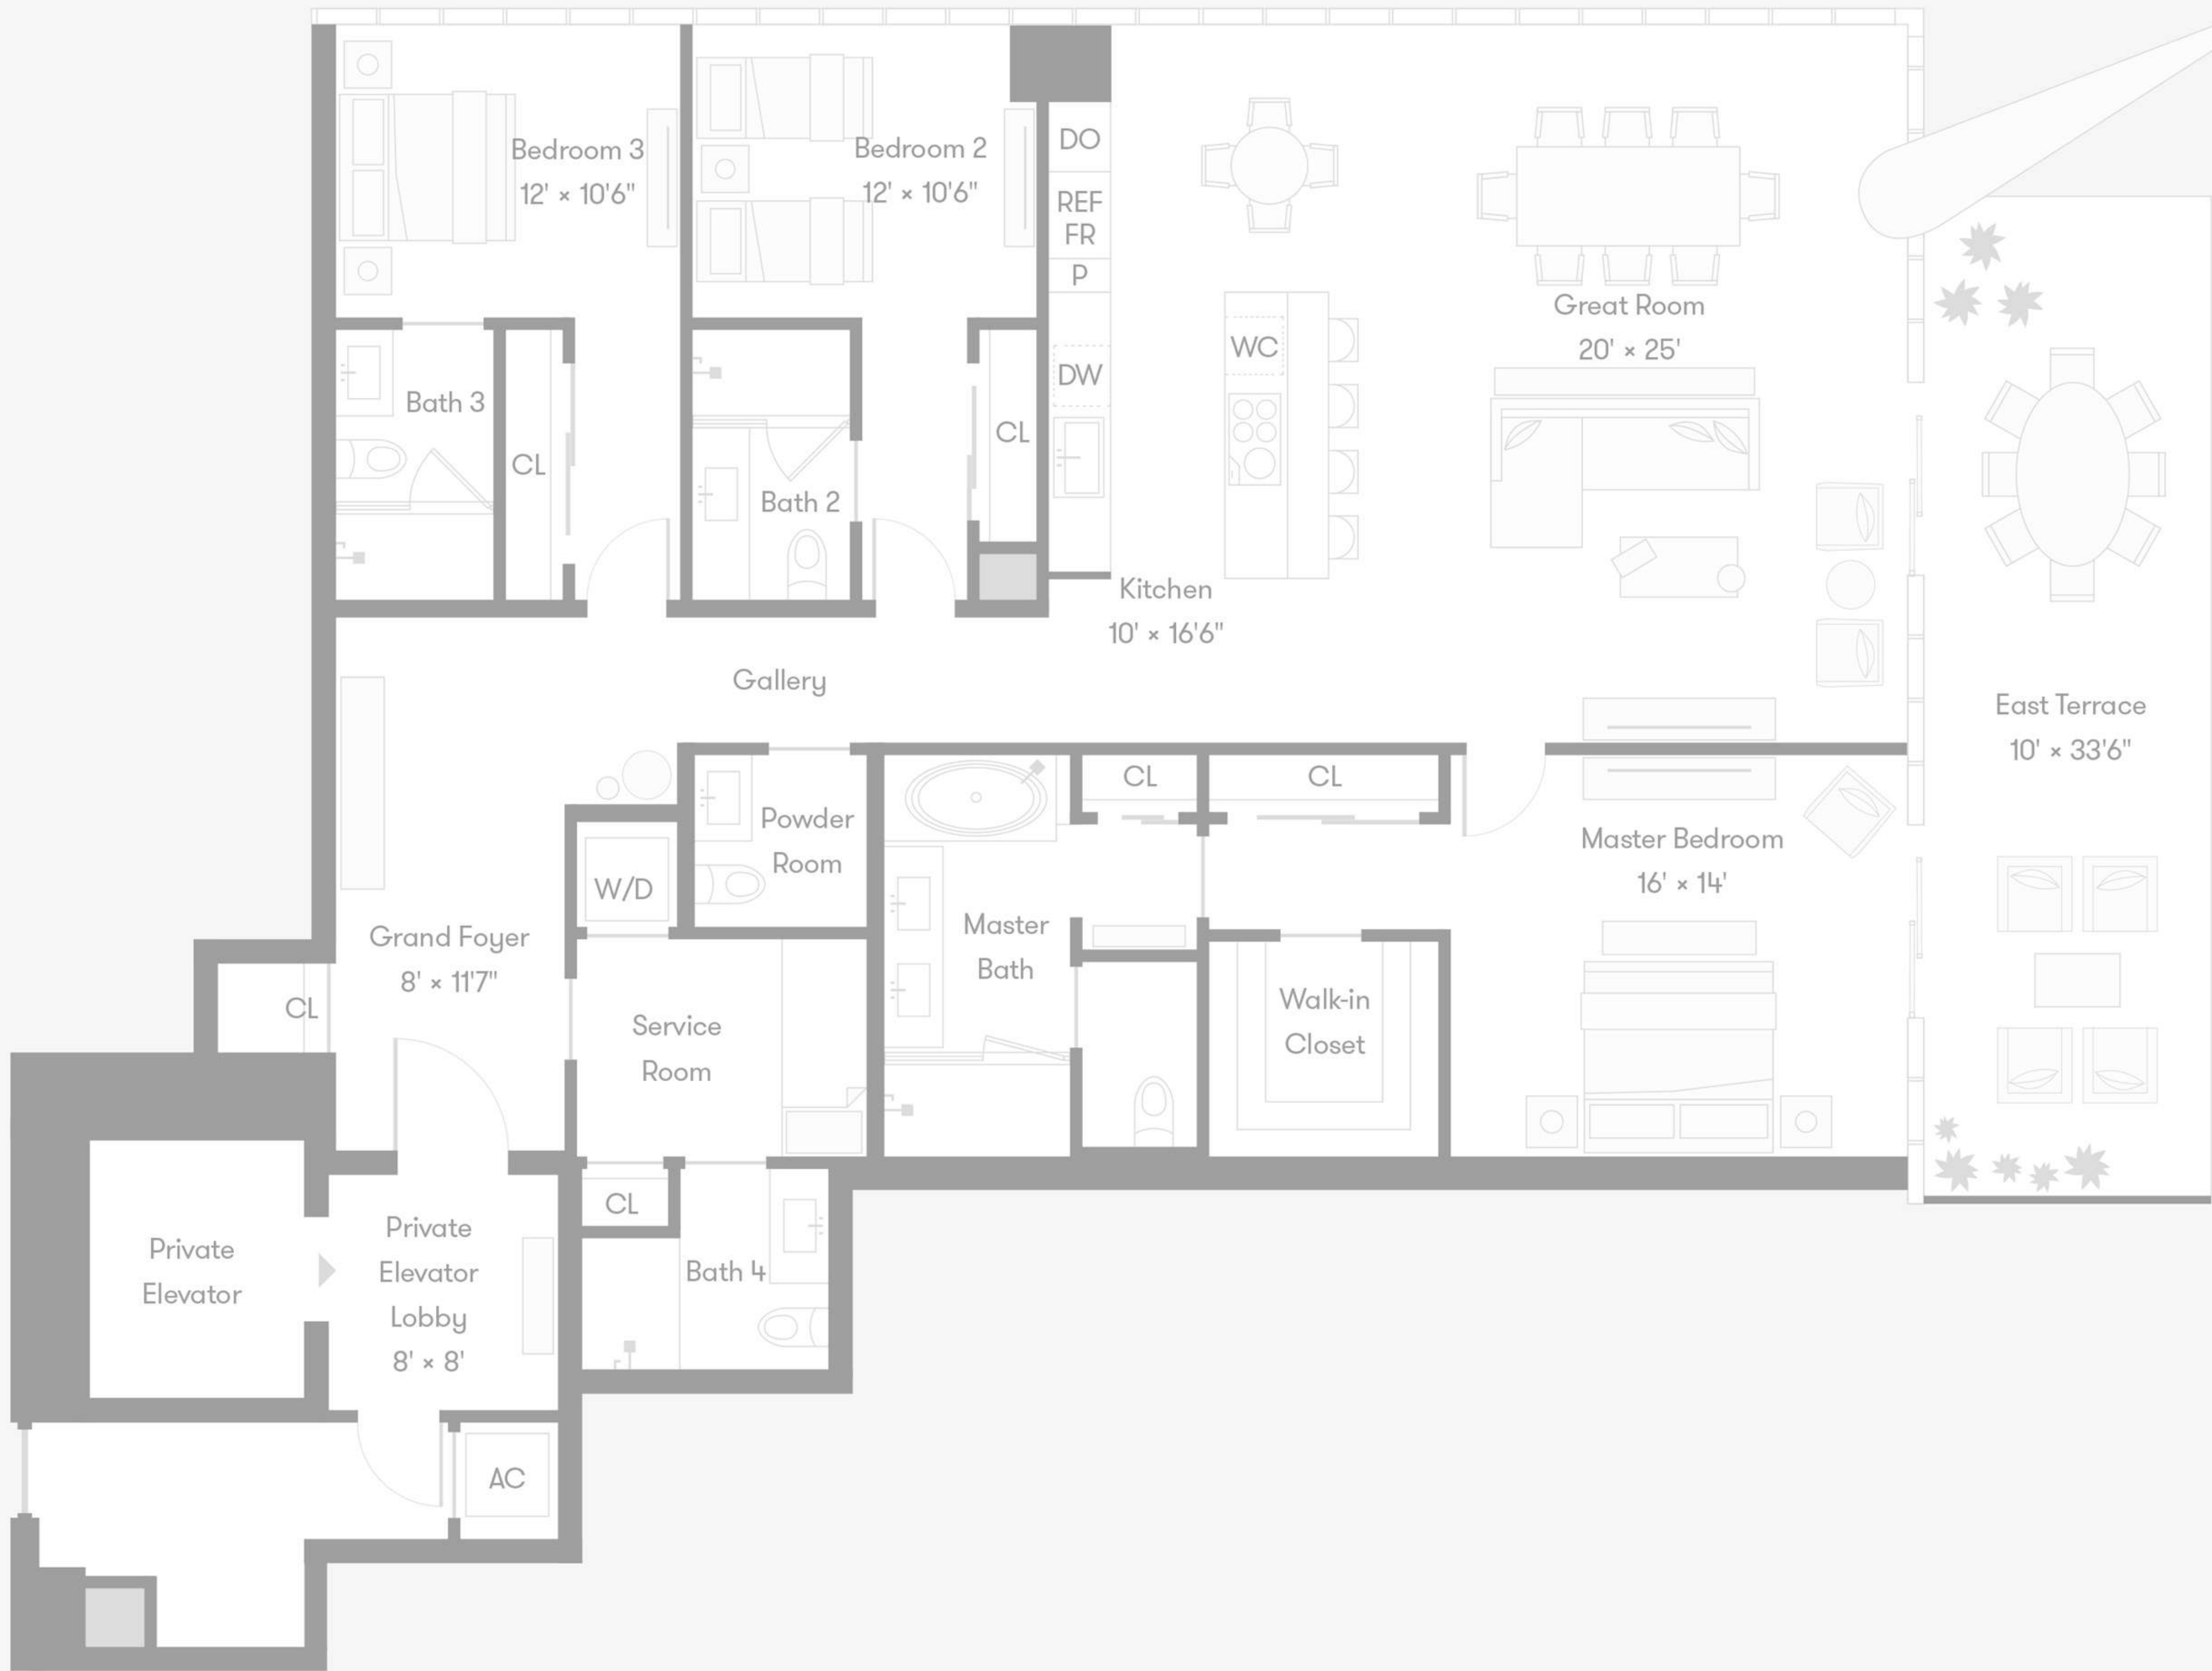 Bedroom 3
12' × 10'6"
Bedroom 2
12' × 10'6"
DO
REF
FR
P
DW
WC
Great Room
20' × 25'
Bath 3
CL
Bath 2
CL
Kitchen
10' × 16'6"
Gallery
East Terrace
10' × 33'6"
CL
CL
Powder
Room
Master Bedroom
16' × 14'
W/D
Grand Foyer
8' × 11'7"
CL
Master
Bath
Service
Room
Walk-in
Closet
CL
Private
Elevator
Private
Elevator
Lobby
8' × 8'
Bath 4
AC